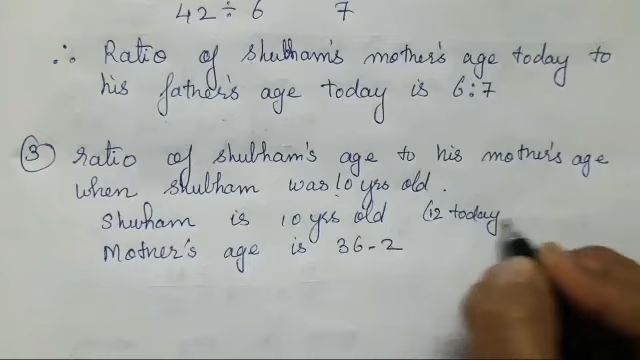 42 ÷ 6 7
∴ Ratio of Shubham's mother's age today to
his father's age today is 6:7
③ ratio of Shubham's age to his mother's age
when Shubham was 10 yrs old.
Shubham is 10 yrs old (12 today
Mother's age is 36-2